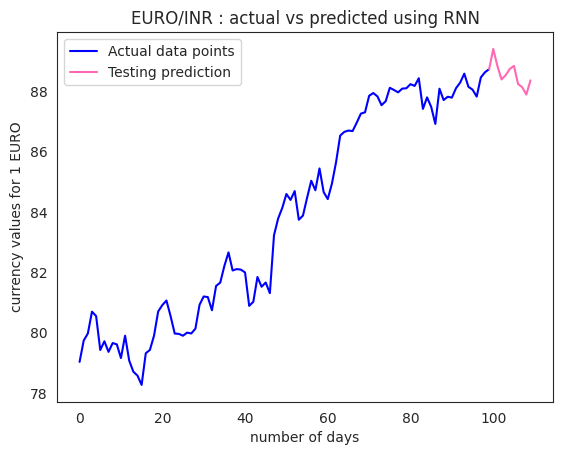 EURO/INR : actual vs predicted using RNN
Actual data points
Testing prediction
88
86
84
82
80
78
currency values for 1 EURO
0 20 40 60 80 100
number of days